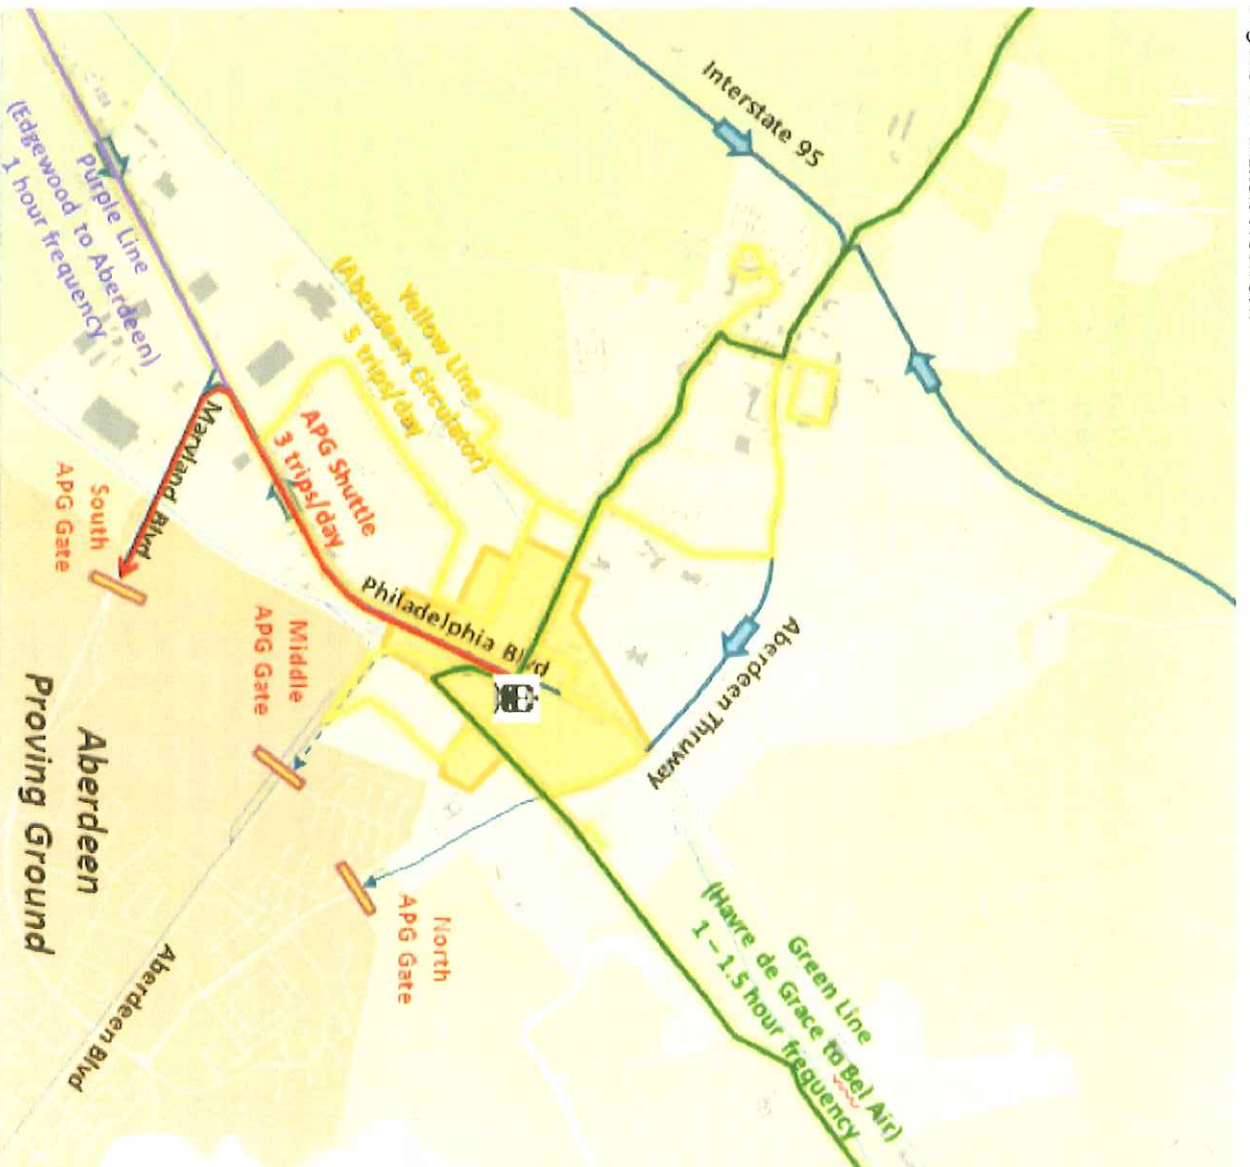 Interstate 95
Purple Line
(Edgewood to Aberdeen)
1 hour frequency
Yellow Line
(Aberdeen Circulator)
5 trips/day
APG Shuttle
3 trips/day
Maryland Blvd
South
APG Gate
Philadelphia Blvd
Middle
APG Gate
Aberdeen Thruway
Aberdeen
Proving Ground
North
APG Gate
Green Line
(Havre de Grace to Bel Air)
1 – 1.5 hour frequency
Aberdeen Blvd